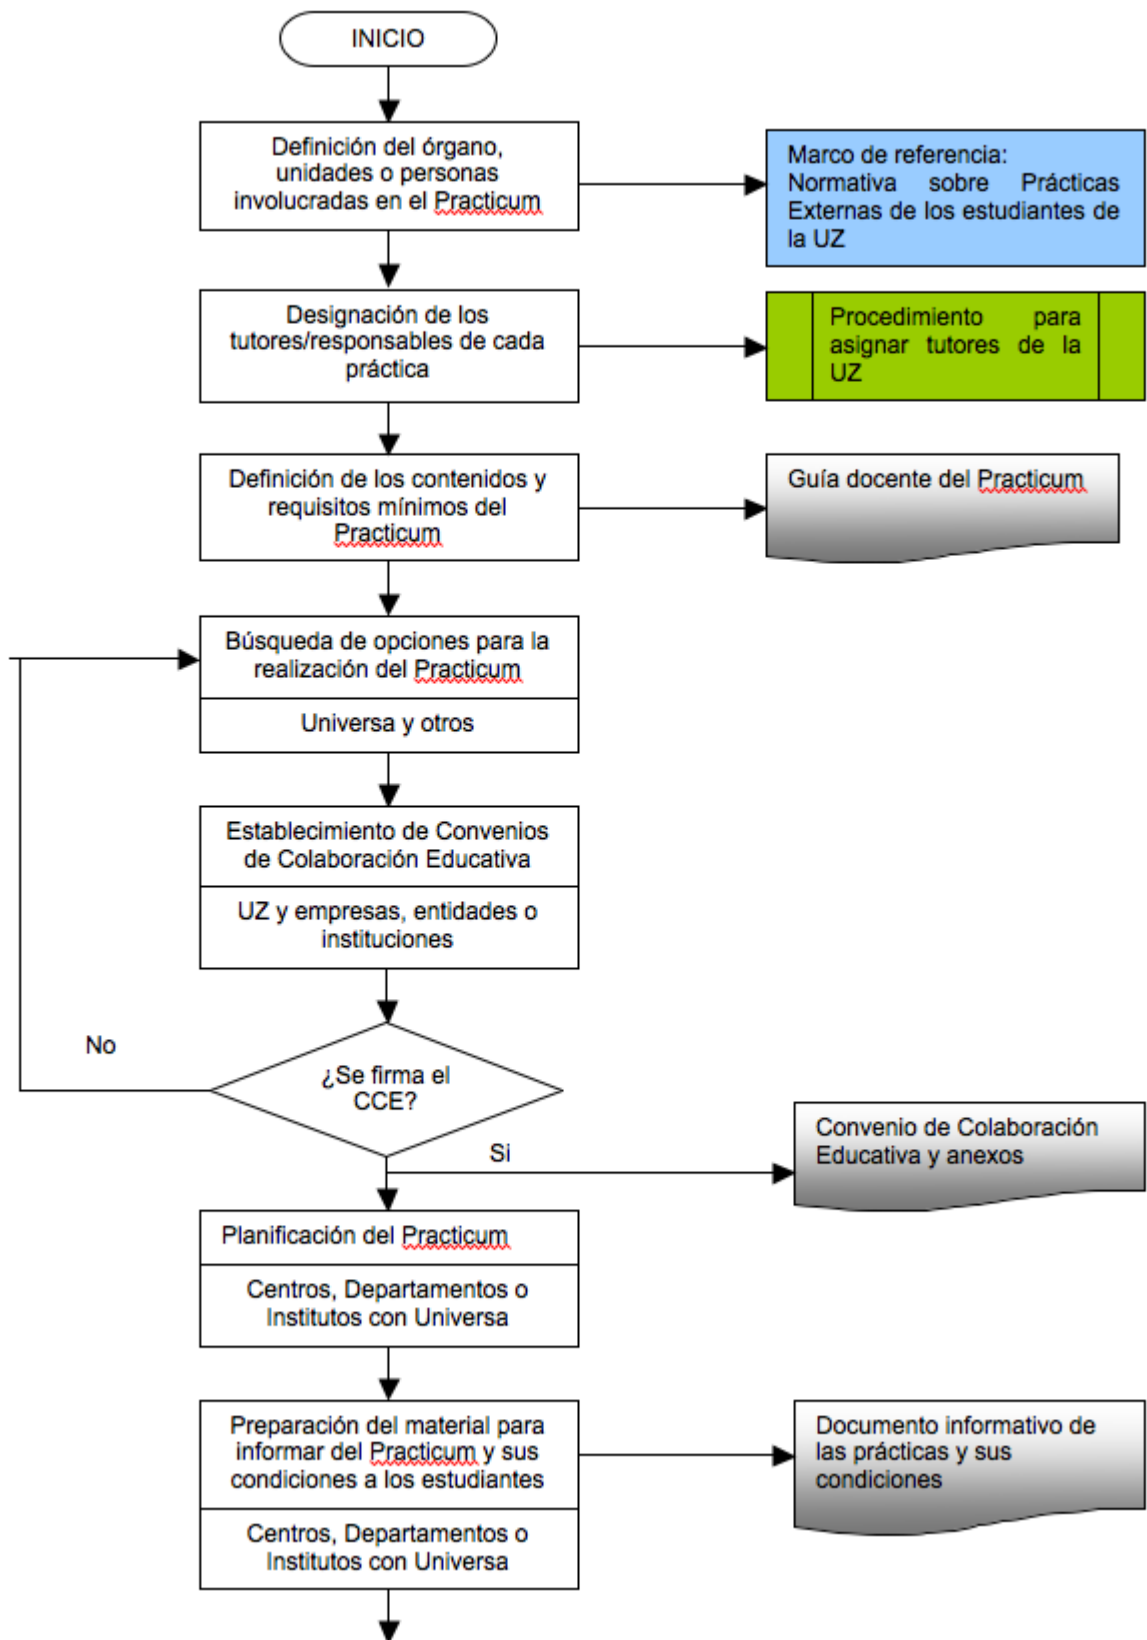 INICIO
Definición del órgano,
unidades o personas
involucradas en el Practicum
Marco de referencia:
Normativa sobre Prácticas
Externas de los estudiantes de
la UZ
Designación de los
tutores/responsables de cada
práctica
Procedimiento para
asignar tutores de la
UZ
Definición de los contenidos y
requisitos mínimos del
Practicum
Guía docente del Practicum
Búsqueda de opciones para la
realización del Practicum
Universa y otros
Establecimiento de Convenios
de Colaboración Educativa
UZ y empresas, entidades o
instituciones
No
¿Se firma el
CCE?
Si
Convenio de Colaboración
Educativa y anexos
Planificación del Practicum
Centros, Departamentos o
Institutos con Universa
Preparación del material para
informar del Practicum y sus
condiciones a los estudiantes
Documento informativo de
las prácticas y sus
condiciones
Centros, Departamentos o
Institutos con Universa